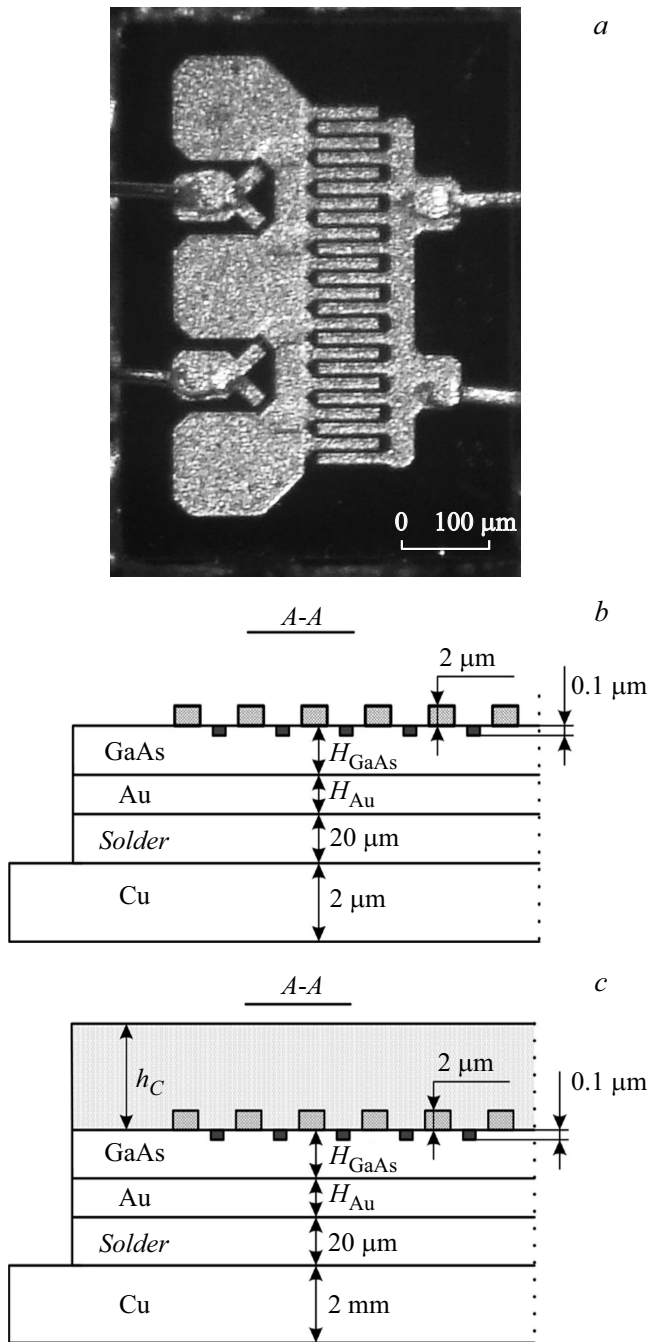 a
0 100 μm
A-A
b
2 μm
0.1 μm
GaAs
H_GaAs
Au
H_Au
Solder
20 μm
Cu
2 μm
A-A
c
2 μm
0.1 μm
h_C
GaAs
H_GaAs
Au
H_Au
Solder
20 μm
Cu
2 mm